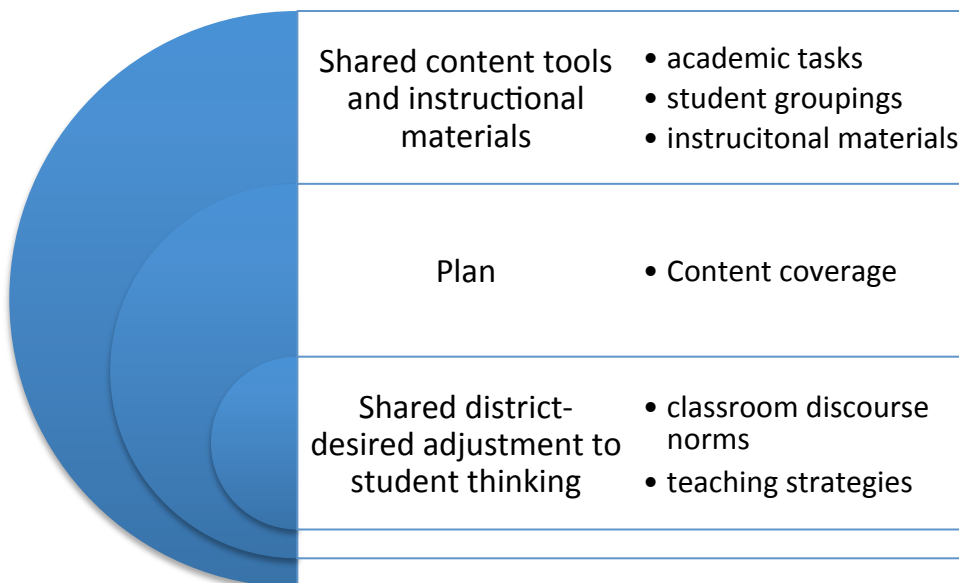 Shared content tools
and instructional
materials
• academic tasks
• student groupings
• instrucitonal materials
Plan
• Content coverage
Shared district-
desired adjustment to
student thinking
• classroom discourse
norms
• teaching strategies